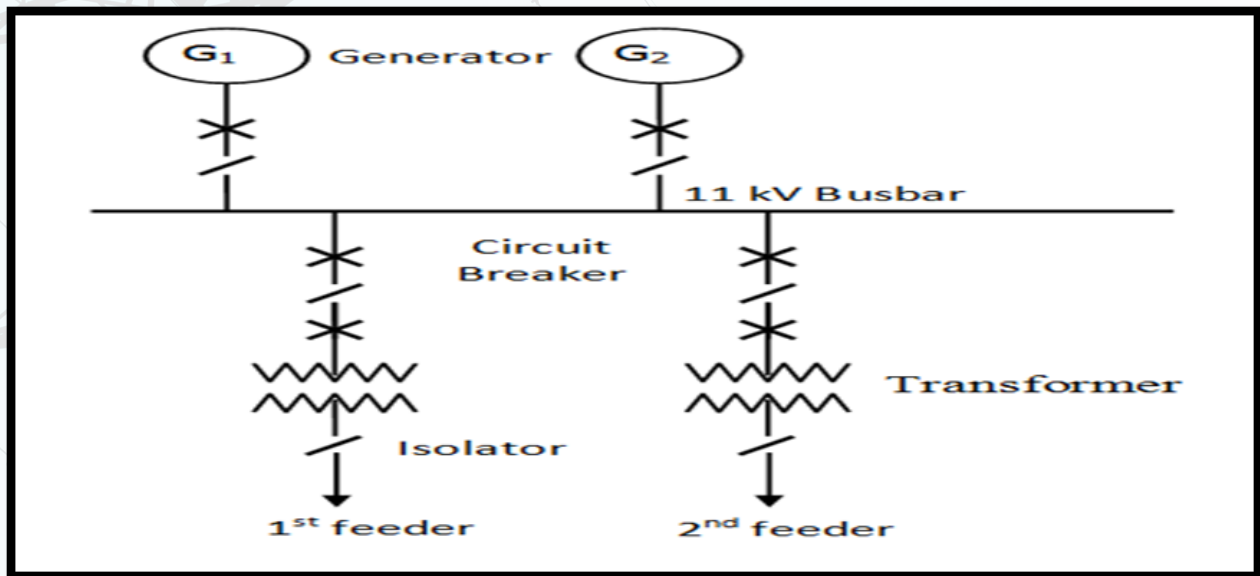 G₁ Generator G₂
11 kV Busbar
Circuit
Breaker
Transformer
Isolator
1ˢᵗ feeder 2ⁿᵈ feeder